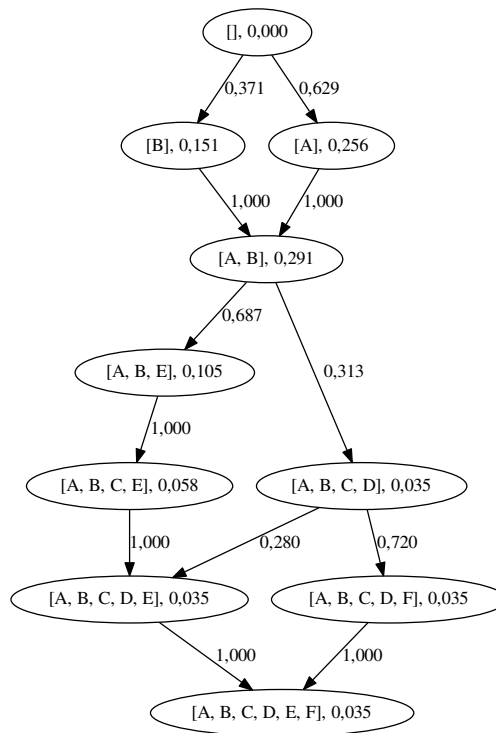 [], 0,000
0,371
0,629
[B], 0,151
[A], 0,256
1,000
1,000
[A, B], 0,291
0,687
[A, B, E], 0,105
0,313
1,000
[A, B, C, E], 0,058
[A, B, C, D], 0,035
1,000
0,280
0,720
[A, B, C, D, E], 0,035
[A, B, C, D, F], 0,035
1,000
1,000
[A, B, C, D, E, F], 0,035